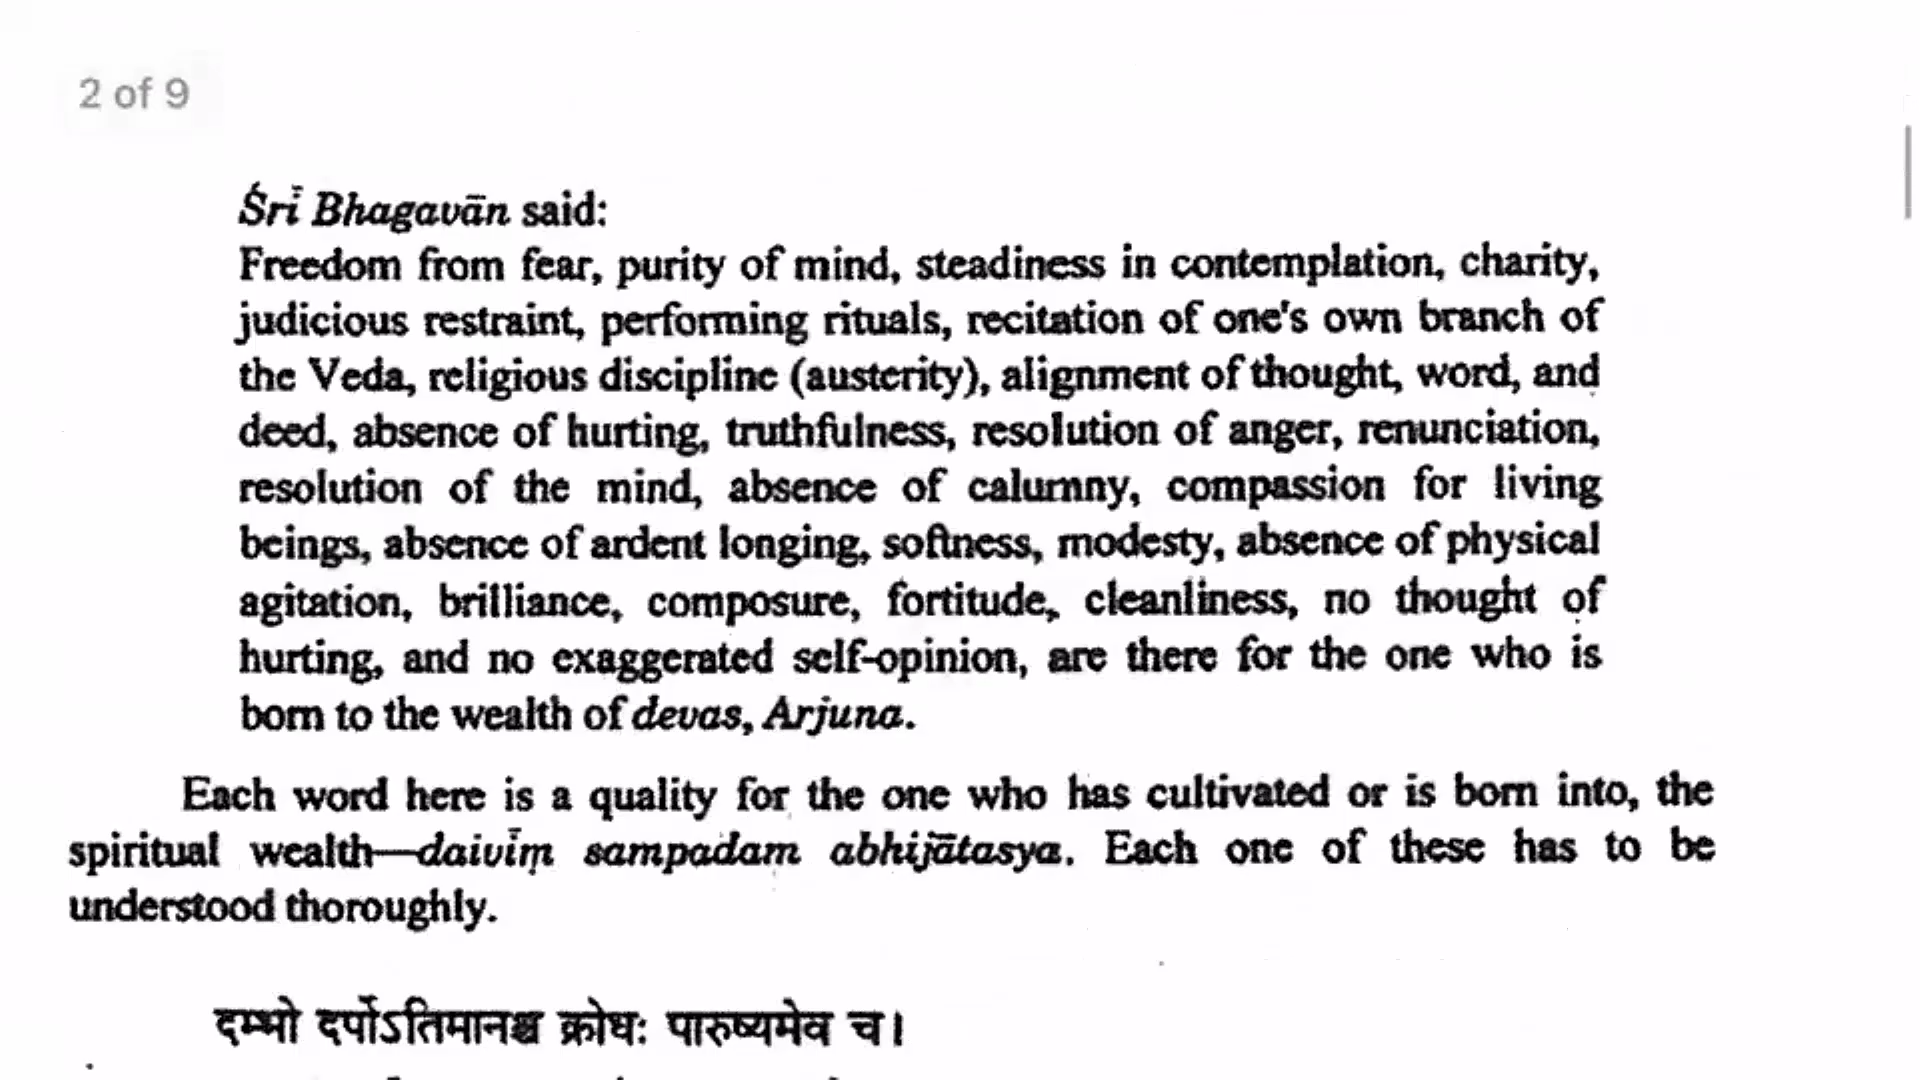 2 of 9
Śrī Bhagavān said:
Freedom from fear, purity of mind, steadiness in contemplation, charity,
judicious restraint, performing rituals, recitation of one's own branch of
the Veda, religious discipline (austerity), alignment of thought, word, and
deed, absence of hurting, truthfulness, resolution of anger, renunciation,
resolution of the mind, absence of calumny, compassion for living
beings, absence of ardent longing, softness, modesty, absence of physical
agitation, brilliance, composure, fortitude, cleanliness, no thought of
hurting, and no exaggerated self-opinion, are there for the one who is
born to the wealth of devas, Arjuna.
Each word here is a quality for the one who has cultivated or is born into, the
spiritual wealth—daivīṃ sampadam abhijātasya. Each one of these has to be
understood thoroughly.
दम्भो दर्पोऽतिमानश्च क्रोधः पारुष्यमेव च।